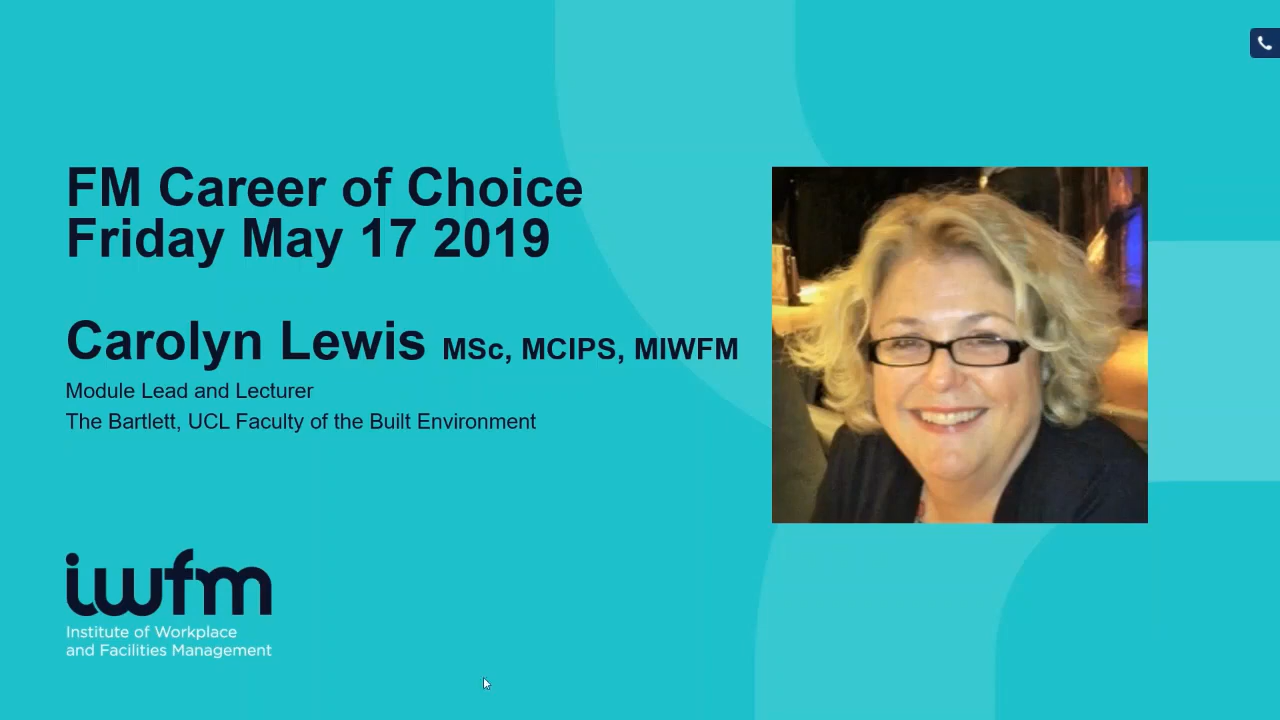 FM Career of Choice
Friday May 17 2019
Carolyn Lewis MSc, MCIPS, MIWFM
Module Lead and Lecturer
The Bartlett, UCL Faculty of the Built Environment
iwfm
Institute of Workplace
and Facilities Management